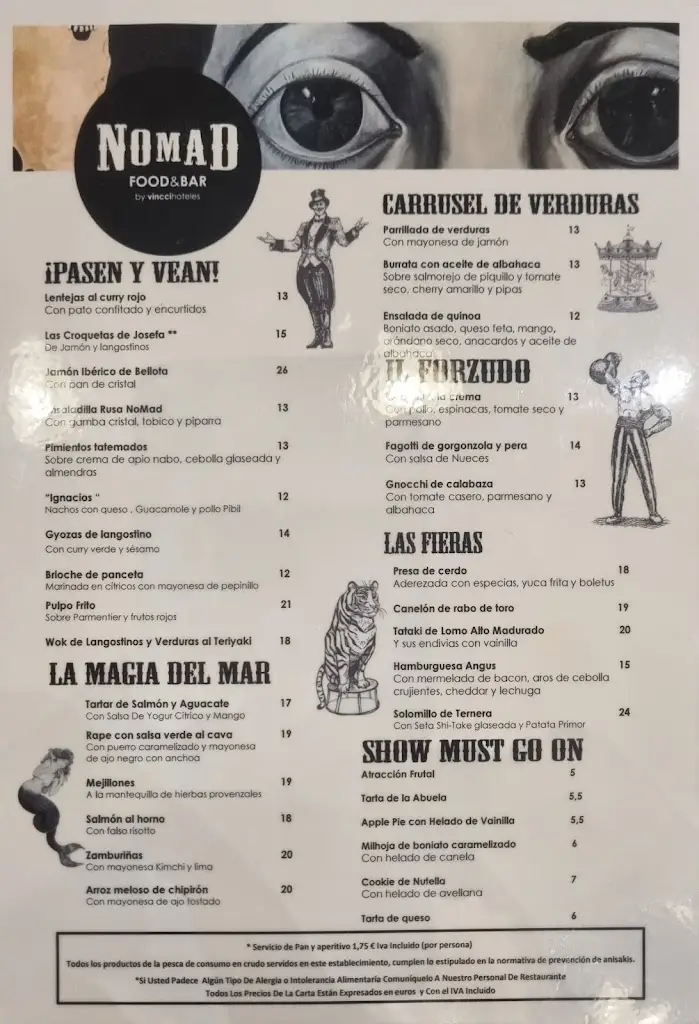 NOMAD
FOOD&BAR
by vinccihoteles
¡PASEN Y VEAN!
Lentejas al curry rojo 13
Con pato confitado y encurtidos
Las Croquetas de Josefa ** 15
De Jamón y langostinos
Jamón Ibérico de Bellota 26
Con pan de cristal
Ensaladilla Rusa NoMad 13
Con gamba cristal, tobico y piparra
Pimientos tatemados 13
Sobre crema de apio nabo, cebolla glaseada y
almendras
"Ignacios " 12
Nachos con queso , Guacamole y pollo Pibil
Gyozas de langostino 14
Con curry verde y sésamo
Brioche de panceta 12
Marinada en cítricos con mayonesa de pepinillo
Pulpo Frito 21
Sobre Parmentier y frutos rojos
Wok de Langostinos y Verduras al Teriyaki 18
LA MAGIA DEL MAR
Tartar de Salmón y Aguacate 17
Con Salsa De Yogur Cítrico y Mango
Rape con salsa verde al cava 19
Con puerro caramelizado y mayonesa
de ajo negro con anchoa
Mejillones 19
A la mantequilla de hierbas provenzales
Salmón al horno 18
Con falso risotto
Zamburiñas 20
Con mayonesa Kimchi y lima
Arroz meloso de chipirón 20
Con mayonesa de ajo tostado
CARRUSEL DE VERDURAS
Parrillada de verduras 13
Con mayonesa de jamón
Burrata con aceite de albahaca 13
Sobre salmorejo de piquillo y tomate
seco, cherry amarillo y pipas
Ensalada de quinoa 12
Boniato asado, queso feta, mango,
arándano seco, anacardos y aceite de
albahaca
IL FORZUDO
la crema 13
Con pollo, espinacas, tomate seco y
parmesano
Fagotti de gorgonzola y pera 14
Con salsa de Nueces
Gnocchi de calabaza 13
Con tomate casero, parmesano y
albahaca
LAS FIERAS
Presa de cerdo 18
Aderezada con especias, yuca frita y boletus
Canelón de rabo de toro 19
Tataki de Lomo Alto Madurado 20
Y sus endivias con vainilla
Hamburguesa Angus 15
Con mermelada de bacon, aros de cebolla
crujientes, cheddar y lechuga
Solomillo de Ternera 24
Con Seta Shi-Take glaseada y Patata Primor
SHOW MUST GO ON
Atracción Frutal 5
Tarta de la Abuela 5,5
Apple Pie con Helado de Vainilla 5,5
Milhoja de boniato caramelizado 6
Con helado de canela
Cookie de Nutella 7
Con helado de avellana
Tarta de queso 6
* Servicio de Pan y aperitivo 1,75 € Iva Incluido (por persona)
Todos los productos de la pesca de consumo en crudo servidos en este establecimiento, cumplen lo estipulado en la normativa de prevención de anisakis.
*Si Usted Padece Algún Tipo De Alergia o Intolerancia Alimentaria Comuníquelo A Nuestro Personal De Restaurante
Todos Los Precios De La Carta Están Expresados en euros y Con el IVA Incluido